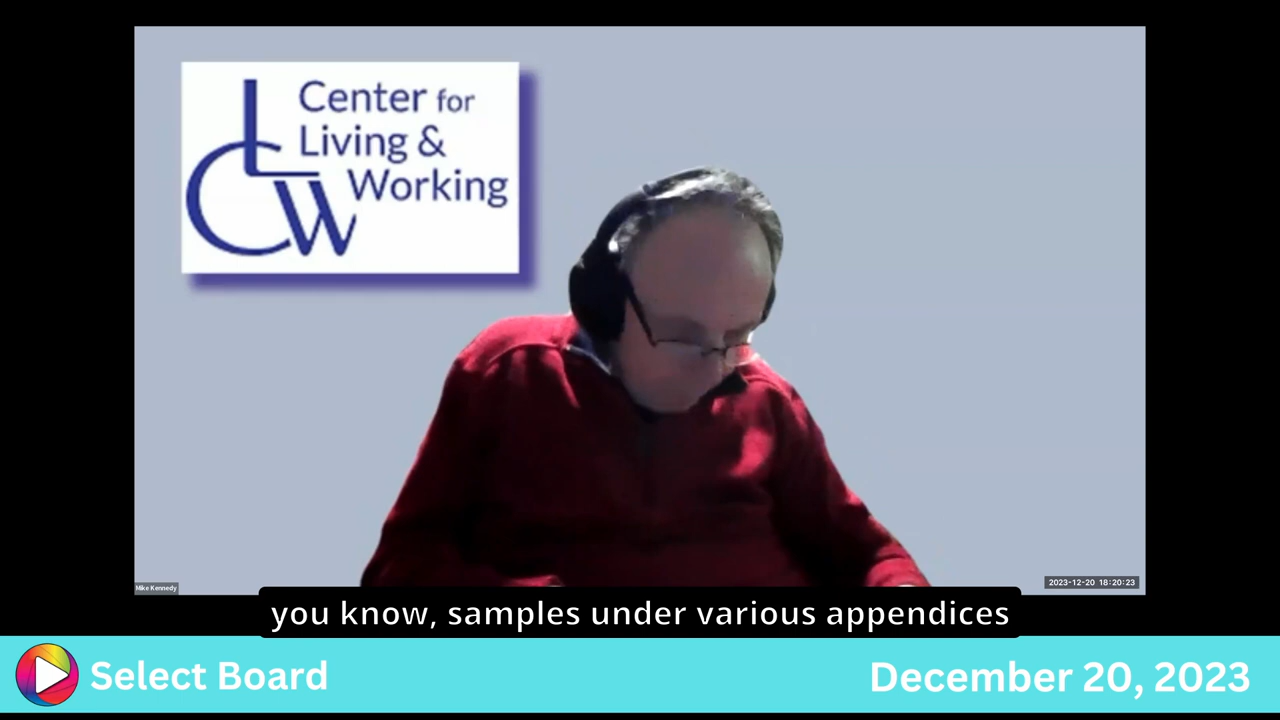 Center for
Living &
Working
LCW
Mike Kennedy
2023-12-20 18:20:23
you know, samples under various appendices
Select Board
December 20, 2023